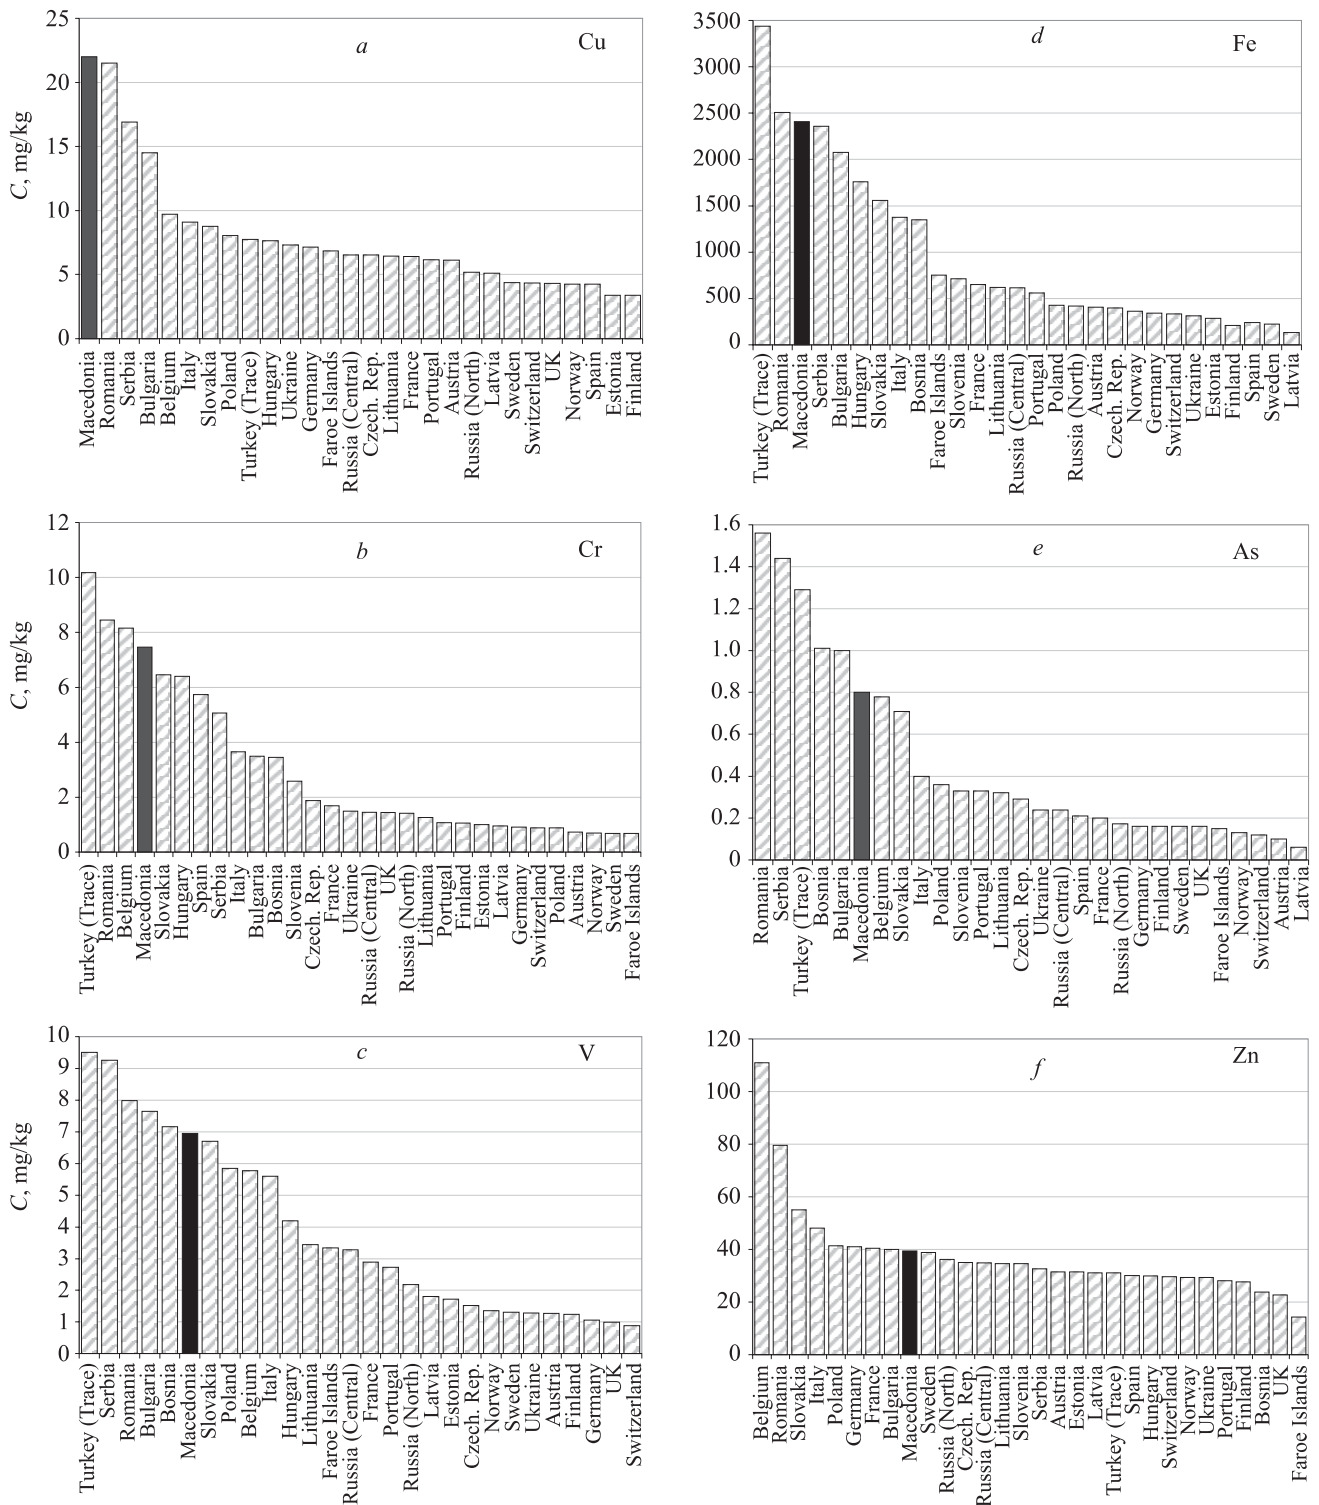 25
20
15
10
5
0
C, mg/kg
a
Cu
Macedonia
Romania
Serbia
Bulgaria
Belgium
Italy
Slovakia
Poland
Turkey (Trace)
Hungary
Ukraine
Germany
Faroe Islands
Russia (Central)
Czech. Rep.
Lithuania
France
Portugal
Austria
Russia (North)
Latvia
Sweden
Switzerland
UK
Norway
Spain
Estonia
Finland
3500
3000
2500
2000
1500
1000
500
0
d
Fe
Turkey (Trace)
Romania
Macedonia
Serbia
Bulgaria
Hungary
Slovakia
Italy
Bosnia
Faroe Islands
Slovenia
France
Lithuania
Russia (Central)
Portugal
Poland
Russia (North)
Austria
Czech. Rep.
Norway
Germany
Switzerland
Ukraine
Estonia
Finland
Spain
Sweden
Latvia
12
10
8
6
4
2
0
C, mg/kg
b
Cr
Turkey (Trace)
Romania
Belgium
Macedonia
Slovakia
Hungary
Spain
Serbia
Italy
Bulgaria
Bosnia
Slovenia
Czech. Rep.
France
Ukraine
Russia (Central)
UK
Russia (North)
Lithuania
Portugal
Finland
Estonia
Latvia
Germany
Switzerland
Poland
Austria
Norway
Sweden
Faroe Islands
1.6
1.4
1.2
1.0
0.8
0.6
0.4
0.2
0
e
As
Romania
Serbia
Turkey (Trace)
Bosnia
Bulgaria
Macedonia
Belgium
Slovakia
Italy
Poland
Slovenia
Portugal
Lithuania
Czech. Rep.
Ukraine
Russia (Central)
Spain
France
Russia (North)
Germany
Finland
Sweden
UK
Faroe Islands
Norway
Switzerland
Austria
Latvia
10
9
8
7
6
5
4
3
2
1
0
C, mg/kg
c
V
Turkey (Trace)
Serbia
Romania
Bulgaria
Bosnia
Macedonia
Slovakia
Poland
Belgium
Italy
Hungary
Lithuania
Faroe Islands
Russia (Central)
France
Portugal
Russia (North)
Latvia
Estonia
Czech. Rep.
Norway
Sweden
Ukraine
Austria
Finland
Germany
UK
Switzerland
120
100
80
60
40
20
0
f
Zn
Belgium
Romania
Slovakia
Italy
Poland
Germany
France
Bulgaria
Macedonia
Sweden
Russia (North)
Czech. Rep.
Russia (Central)
Lithuania
Slovenia
Serbia
Austria
Estonia
Latvia
Turkey (Trace)
Spain
Hungary
Switzerland
Norway
Ukraine
Portugal
Finland
Bosnia
UK
Faroe Islands